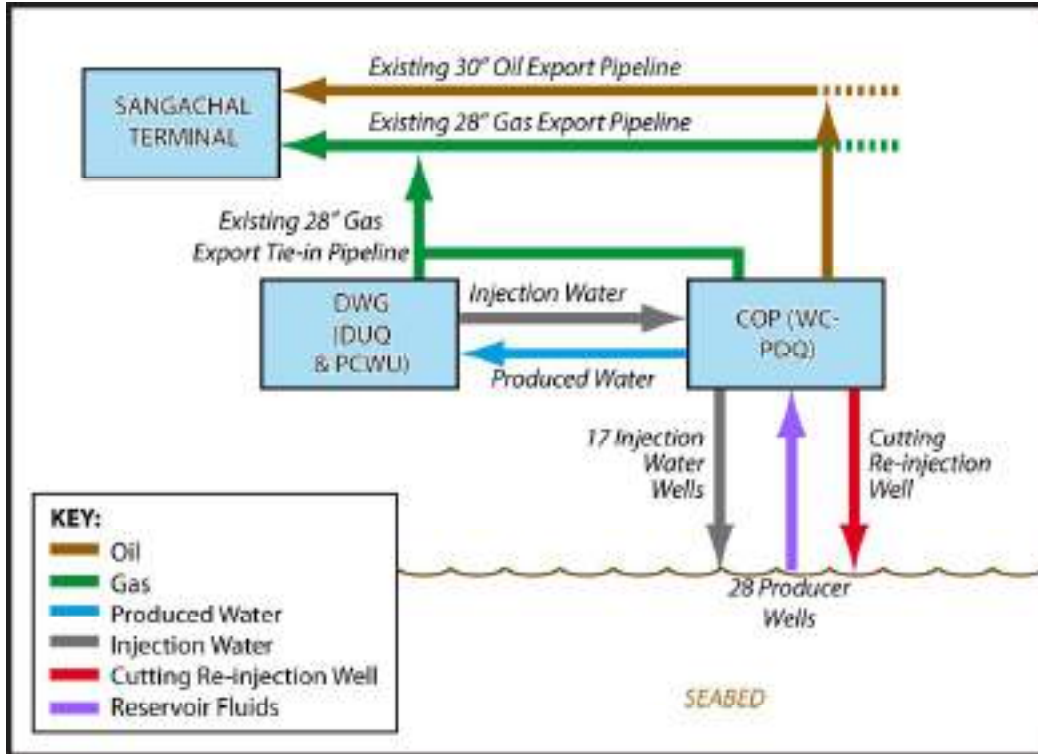 Existing 30" Oil Export Pipeline
SANGACHAL
TERMINAL
Existing 28" Gas Export Pipeline
Existing 28" Gas
Export Tie-in Pipeline
DWG
(DUQ
& PCWU)
Injection Water
Produced Water
COP (WC-
PDQ)
17 Injection
Water
Wells
Cutting
Re-injection
Well
28 Producer
Wells
SEABED
KEY:
Oil
Gas
Produced Water
Injection Water
Cutting Re-injection Well
Reservoir Fluids